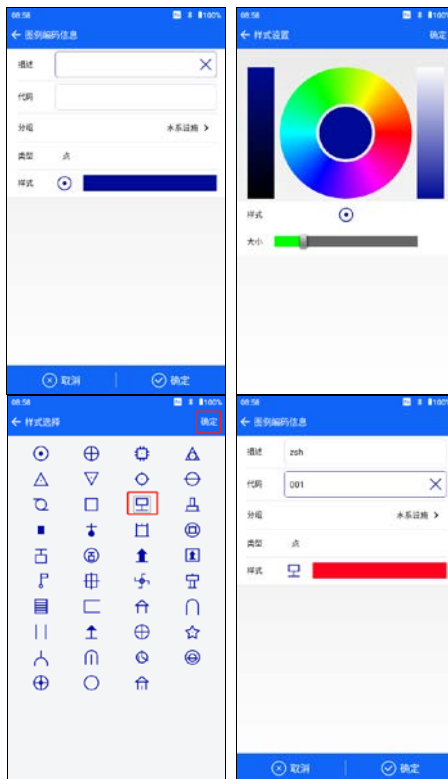 08:58
100%
← 图例编码信息
描述
代码
分组 水系设施 >
类型 点
样式
取消 确定
08:58
100%
← 样式设置 确定
样式
大小
08:58
100%
← 样式选择 确定
08:58
100%
← 图例编码信息
描述 zsh
代码 001
分组 水系设施 >
类型 点
样式
取消 确定